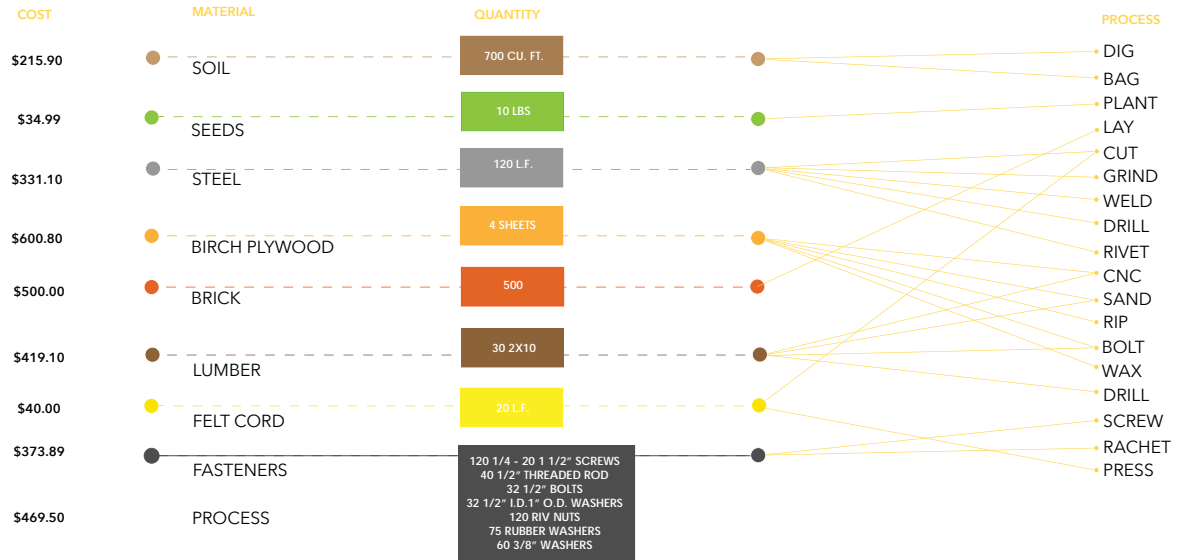 COST MATERIAL QUANTITY PROCESS
$215.90 SOIL 700 CU. FT.
$34.99 SEEDS 10 LBS
$331.10 STEEL 120 L.F.
$600.80 BIRCH PLYWOOD 4 SHEETS
$500.00 BRICK 500
$419.10 LUMBER 30 2X10
$40.00 FELT CORD 20 L.F.
$373.89 FASTENERS
120 1/4 - 20 1 1/2" SCREWS
40 1/2" THREADED ROD
32 1/2" BOLTS
32 1/2" I.D.1" O.D. WASHERS
120 RIV NUTS
75 RUBBER WASHERS
60 3/8" WASHERS
$469.50 PROCESS
DIG
BAG
PLANT
LAY
CUT
GRIND
WELD
DRILL
RIVET
CNC
SAND
RIP
BOLT
WAX
DRILL
SCREW
RACHET
PRESS